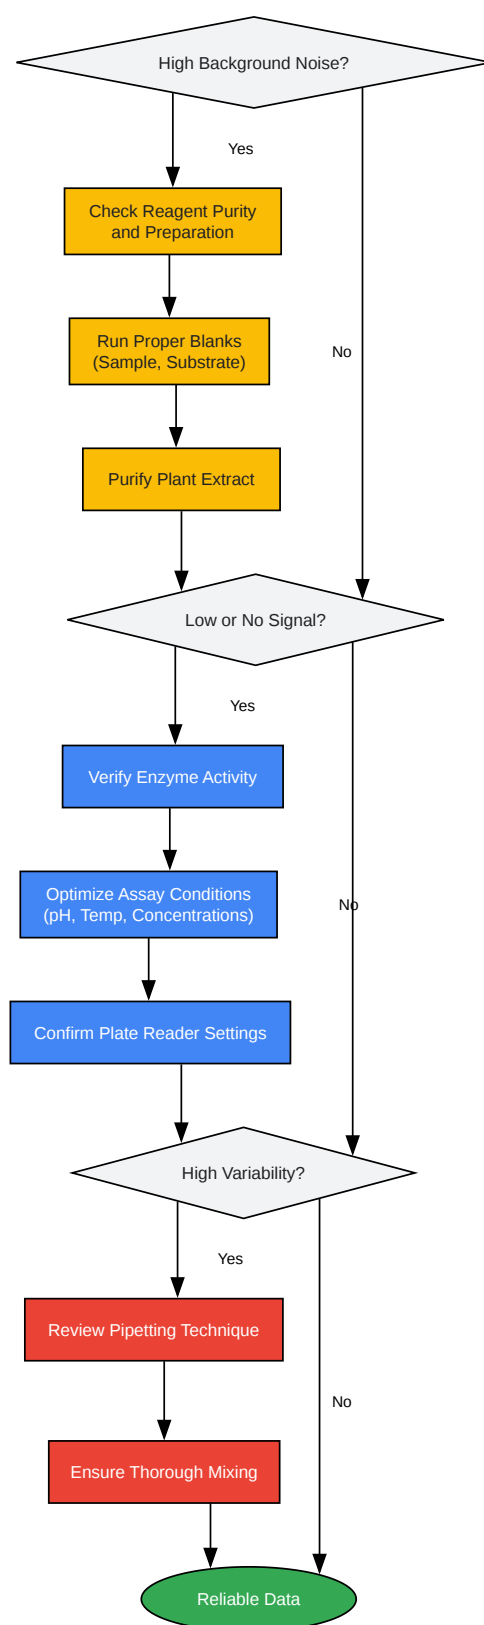 High Background Noise?
Yes
Check Reagent Purity
and Preparation
Run Proper Blanks
(Sample, Substrate)
No
Purify Plant Extract
Low or No Signal?
Yes
Verify Enzyme Activity
Optimize Assay Conditions
(pH, Temp, Concentrations)
No
Confirm Plate Reader Settings
High Variability?
Yes
Review Pipetting Technique
No
Ensure Thorough Mixing
Reliable Data